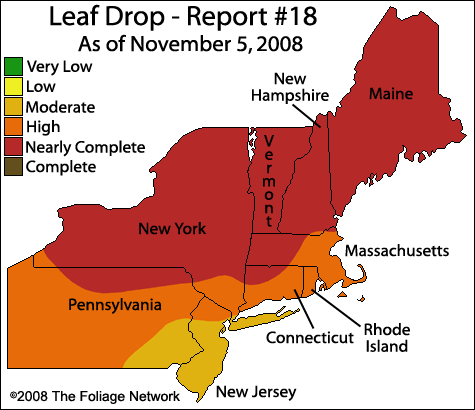 Leaf Drop - Report #18
As of November 5, 2008
Very Low
Low
Moderate
High
Nearly Complete
Complete
New
Hampshire
Maine
Vermont
New York
Massachusetts
Pennsylvania
Connecticut
Rhode
Island
New Jersey
©2008 The Foliage Network